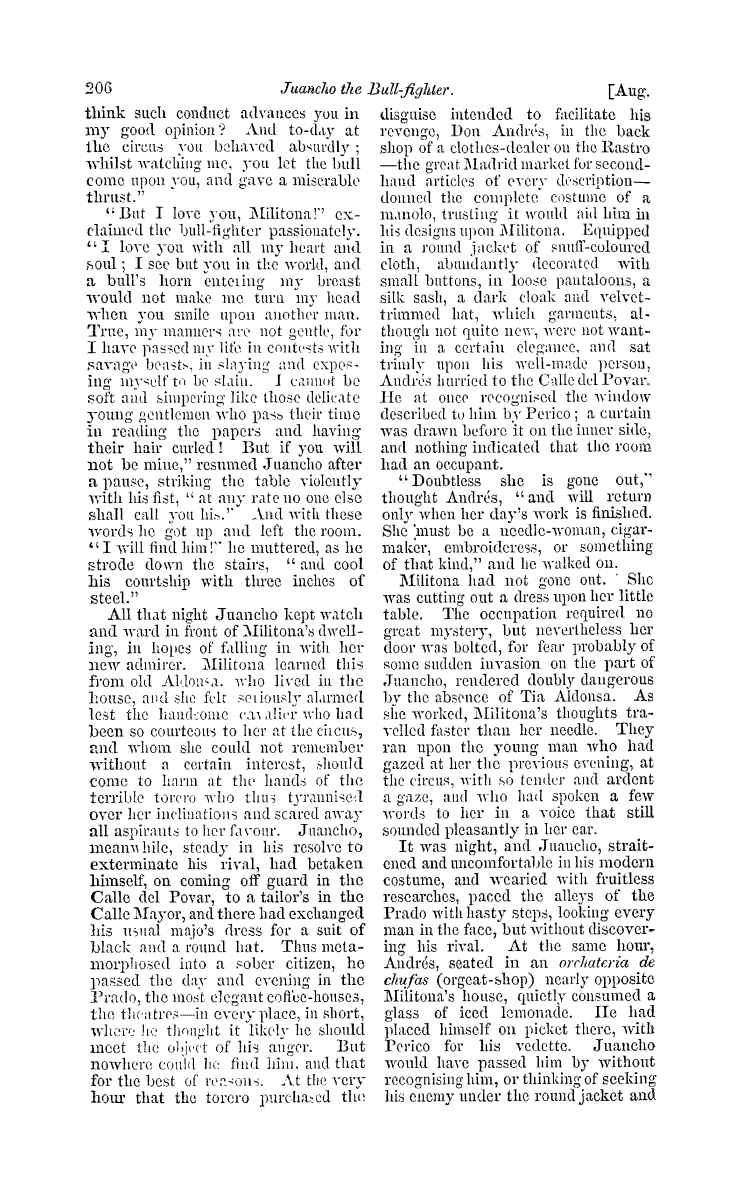 206
Juancho the Bull-fighter.
[Aug.
think such conduct advances you in
my good opinion? And to-day at
the circus you behaved absurdly;
whilst watching me, you let the bull
come upon you, and gave a miserable
thrust."
"But I love you, Militona!" ex-
claimed the bull-fighter passionately.
"I love you with all my heart and
soul; I see but you in the world, and
a bull's horn entering my breast
would not make me turn my head
when you smile upon another man.
True, my manners are not gentle, for
I have passed my life in contests with
savage beasts, in slaying and expos-
ing myself to be slain. I cannot be
soft and simpering like those delicate
young gentlemen who pass their time
in reading the papers and having
their hair curled! But if you will
not be mine," resumed Juancho after
a pause, striking the table violently
with his fist, "at any rate no one else
shall call you his." And with these
words he got up and left the room.
"I will find him!" he muttered, as he
strode down the stairs, "and cool
his courtship with three inches of
steel."
All that night Juancho kept watch
and ward in front of Militona's dwell-
ing, in hopes of falling in with her
new admirer. Militona learned this
from old Aldonsa, who lived in the
house, and she felt seriously alarmed
lest the handsome cavalier who had
been so courteous to her at the circus,
and whom she could not remember
without a certain interest, should
come to harm at the hands of the
terrible torero who thus tyrannised
over her inclinations and scared away
all aspirants to her favour. Juancho,
meanwhile, steady in his resolve to
exterminate his rival, had betaken
himself, on coming off guard in the
Calle del Povar, to a tailor's in the
Calle Mayor, and there had exchanged
his usual majo's dress for a suit of
black and a round hat. Thus meta-
morphosed into a sober citizen, he
passed the day and evening in the
Prado, the most elegant coffee-houses,
the theatres—in every place, in short,
where he thought it likely he should
meet the object of his anger. But
nowhere could he find him, and that
for the best of reasons. At the very
hour that the torero purchased the
disguise intended to facilitate his
revenge, Don Andrés, in the back
shop of a clothes-dealer on the Rastro
—the great Madrid market for second-
hand articles of every description—
donned the complete costume of a
manolo, trusting it would aid him in
his designs upon Militona. Equipped
in a round jacket of snuff-coloured
cloth, abundantly decorated with
small buttons, in loose pantaloons, a
silk sash, a dark cloak and velvet-
trimmed hat, which garments, al-
though not quite new, were not want-
ing in a certain elegance, and sat
trimly upon his well-made person,
Andrés hurried to the Calle del Povar.
He at once recognised the window
described to him by Perico; a curtain
was drawn before it on the inner side,
and nothing indicated that the room
had an occupant.
"Doubtless she is gone out,"
thought Andrés, "and will return
only when her day's work is finished.
She must be a needle-woman, cigar-
maker, embroideress, or something
of that kind," and he walked on.
Militona had not gone out. She
was cutting out a dress upon her little
table. The occupation required no
great mystery, but nevertheless her
door was bolted, for fear probably of
some sudden invasion on the part of
Juancho, rendered doubly dangerous
by the absence of Tia Aldonsa. As
she worked, Militona's thoughts tra-
velled faster than her needle. They
ran upon the young man who had
gazed at her the previous evening, at
the circus, with so tender and ardent
a gaze, and who had spoken a few
words to her in a voice that still
sounded pleasantly in her ear.
It was night, and Juancho, strait-
ened and uncomfortable in his modern
costume, and wearied with fruitless
researches, paced the alleys of the
Prado with hasty steps, looking every
man in the face, but without discover-
ing his rival. At the same hour,
Andrés, seated in an orchateria de
chufas (orgeat-shop) nearly opposite
Militona's house, quietly consumed a
glass of iced lemonade. He had
placed himself on picket there, with
Perico for his vedette. Juancho
would have passed him by without
recognising him, or thinking of seeking
his enemy under the round jacket and